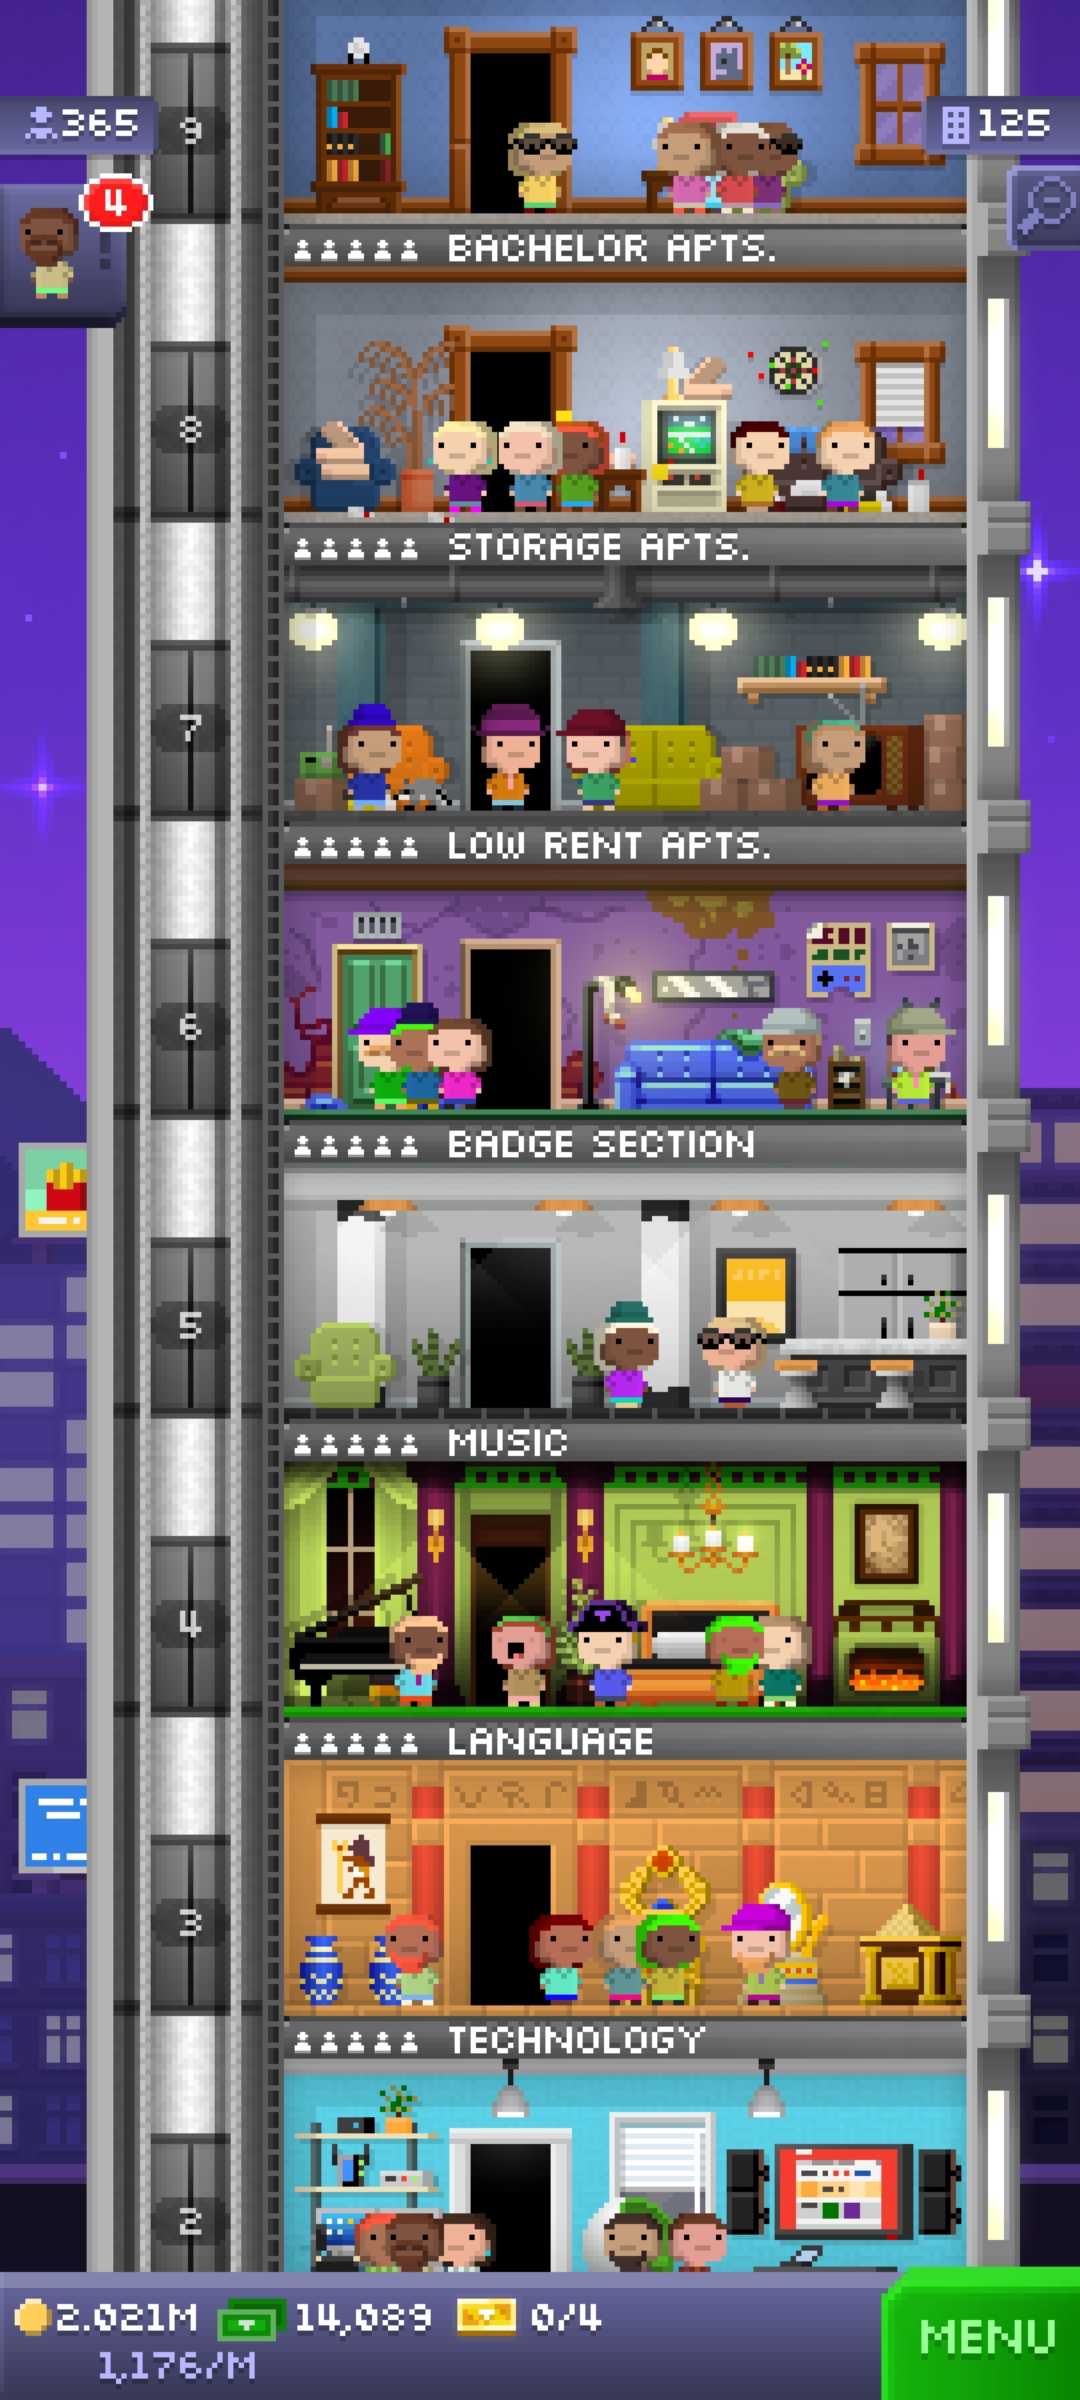 365
9
125
4
BACHELOR APTS.
8
STORAGE APTS.
7
LOW RENT APTS.
6
BADGE SECTION
5
MUSIC
4
LANGUAGE
3
TECHNOLOGY
2
2.021M 14,089 0/4
1,176/M
MENU